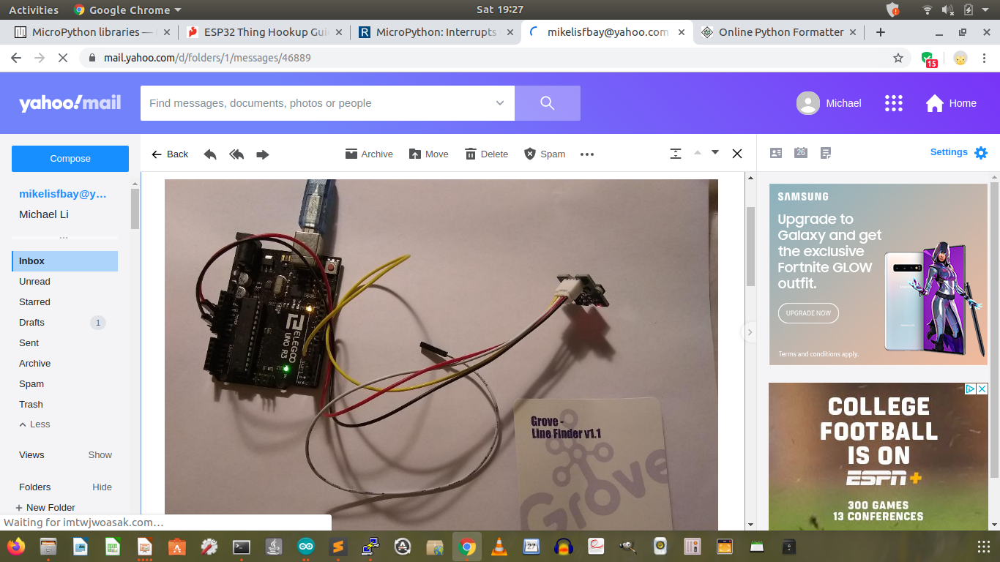 Activities
Google Chrome
Sat 19:27
MicroPython libraries —
ESP32 Thing Hookup Gui
MicroPython: Interrupts
mikelisfbay@yahoo.com
Online Python Formatter
mail.yahoo.com/d/folders/1/messages/46889
15
yahoo!mail
Find messages, documents, photos or people
Michael
Home
Compose
Back
Archive
Move
Delete
Spam
26
Settings
mikelisfbay@y…
Michael Li
Inbox
Unread
Starred
Drafts 1
Sent
Archive
Spam
Trash
Less
Views Show
Folders Hide
+ New Folder
ELEGOO
UNO R3
Grove -
Line Finder v1.1
Grove
SAMSUNG
Upgrade to
Galaxy and get
the exclusive
Fortnite GLOW
outfit.
UPGRADE NOW
Terms and conditions apply.
COLLEGE
FOOTBALL
IS ON
ESPN+
300 GAMES
13 CONFERENCES
Waiting for imtwjwoasak.com…
27